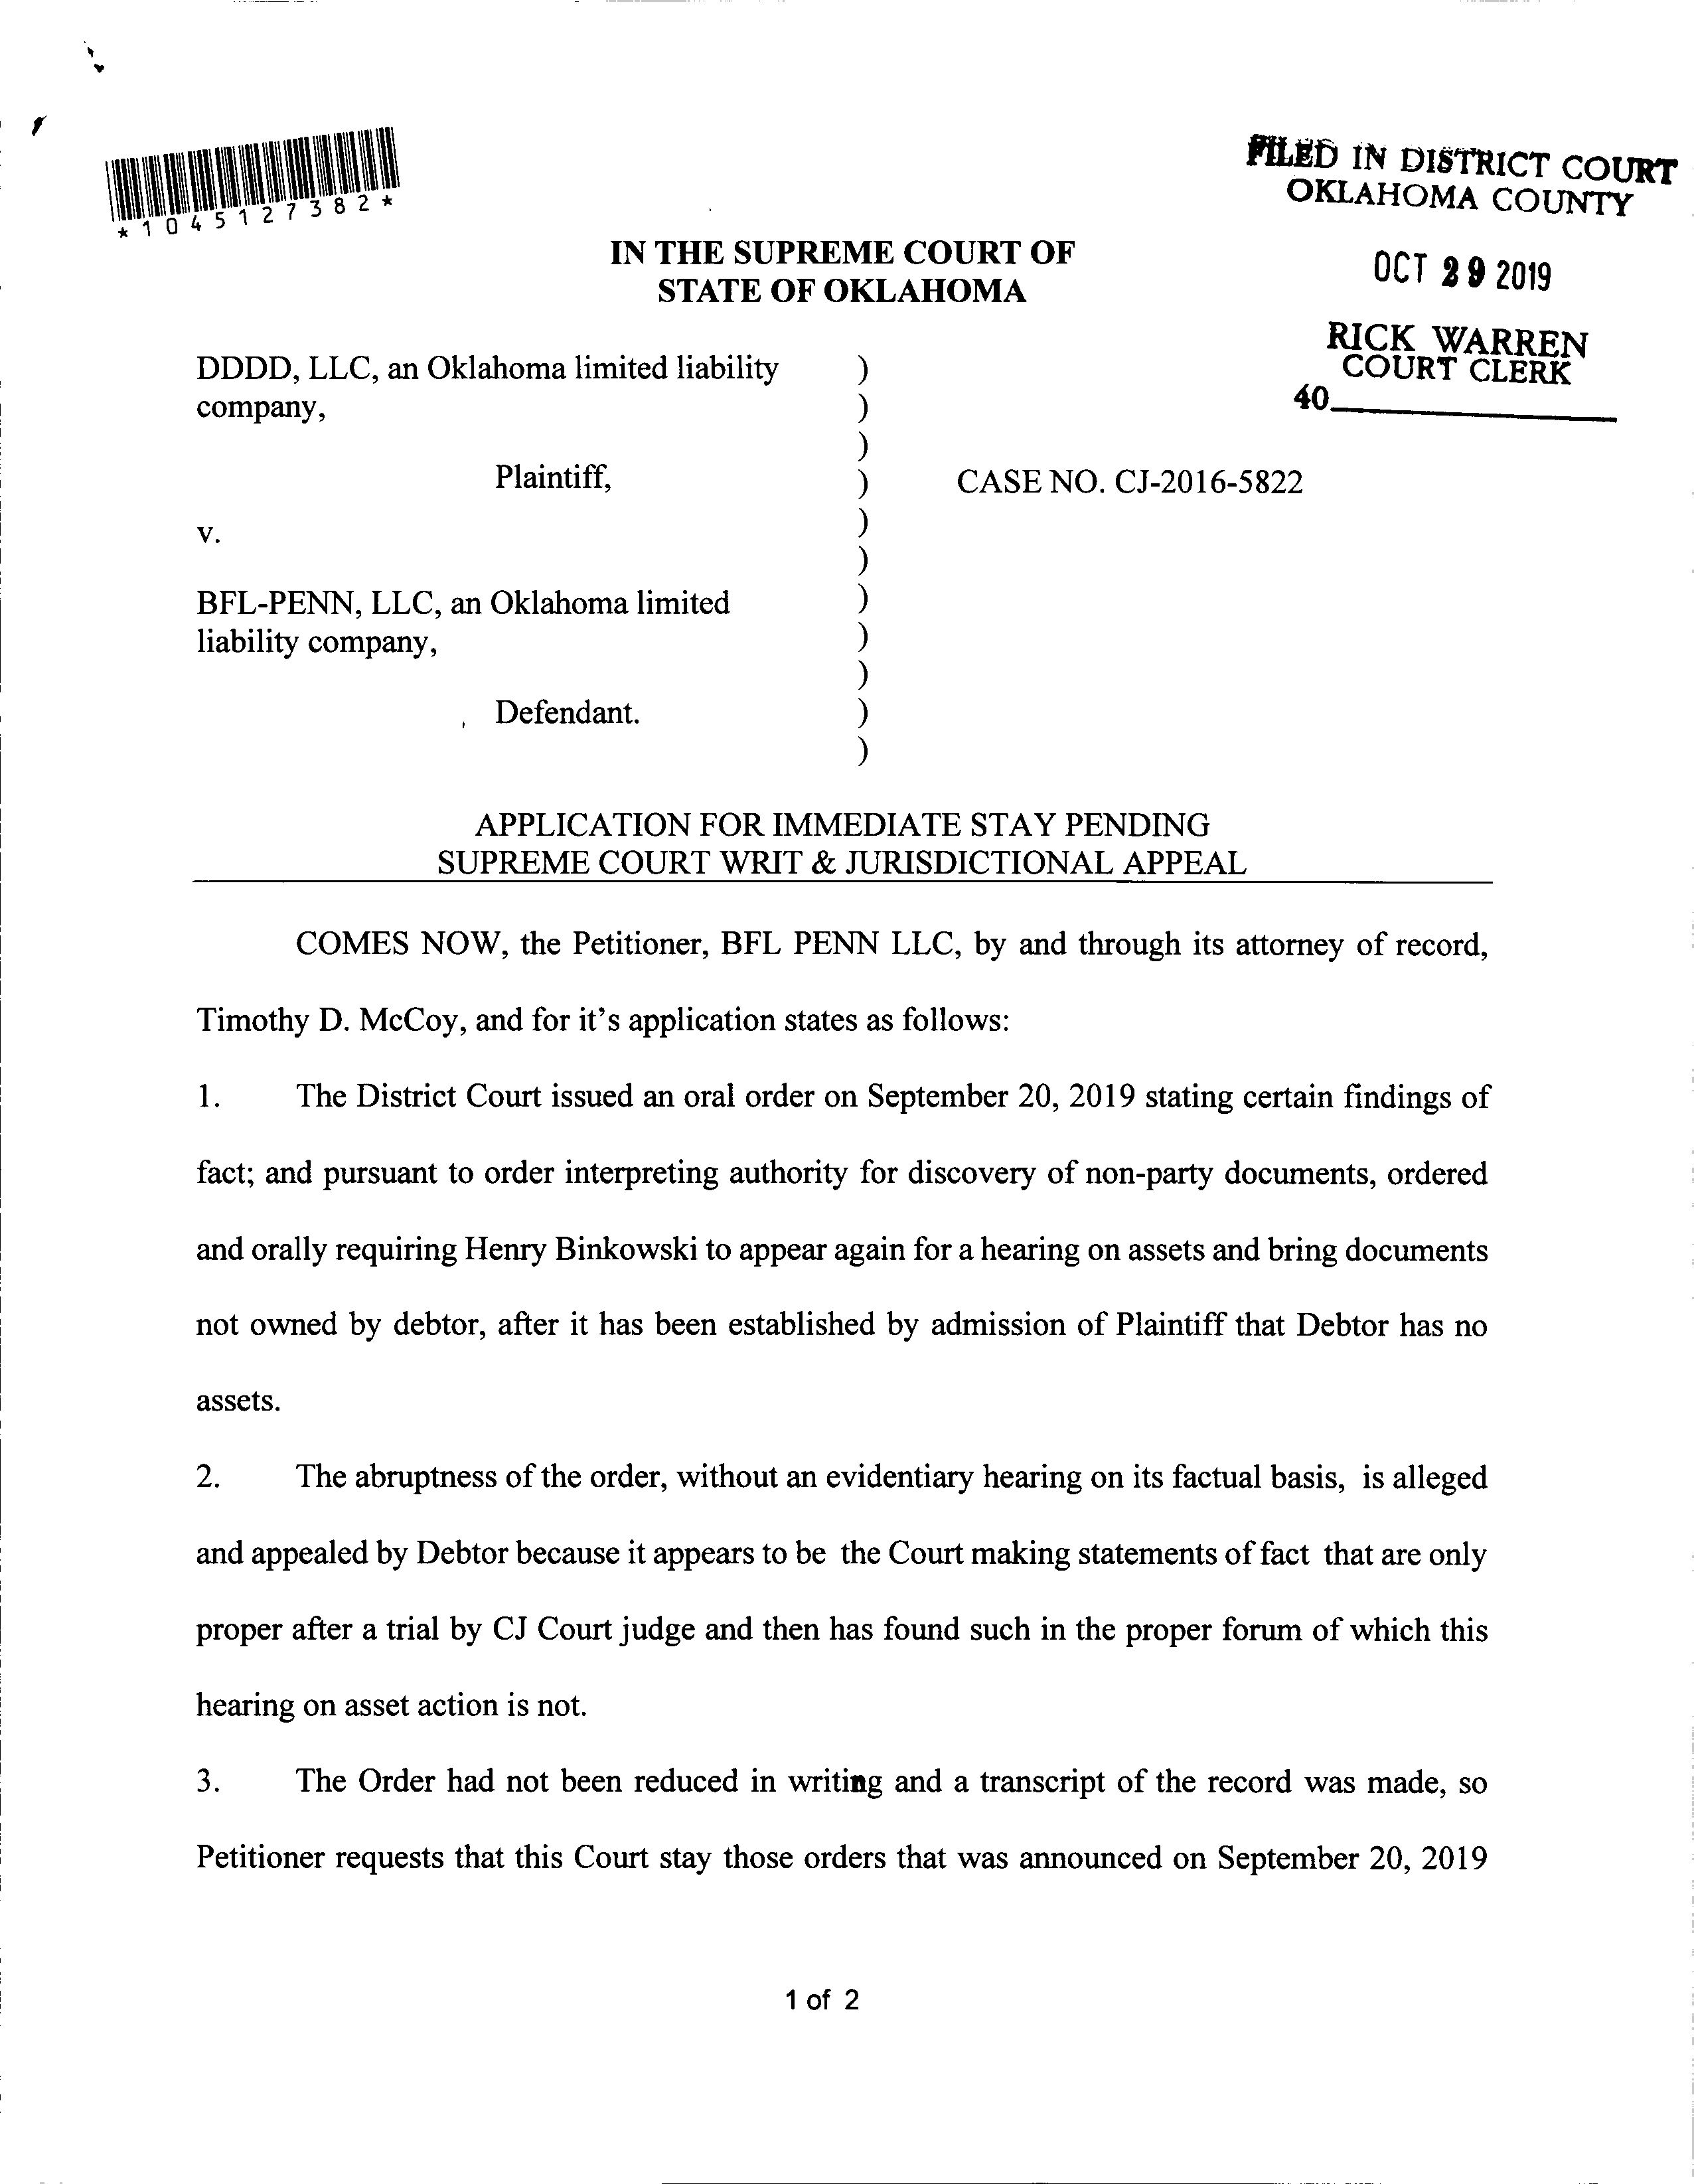 *1045127382*
FILED IN DISTRICT COURT
OKLAHOMA COUNTY
OCT 29 2019
RICK WARREN
COURT CLERK
40
IN THE SUPREME COURT OF
STATE OF OKLAHOMA
DDDD, LLC, an Oklahoma limited liability )
company, )
)
Plaintiff, ) CASE NO. CJ-2016-5822
)
v.
)
BFL-PENN, LLC, an Oklahoma limited )
liability company, )
)
Defendant. )
)
APPLICATION FOR IMMEDIATE STAY PENDING
SUPREME COURT WRIT & JURISDICTIONAL APPEAL
COMES NOW, the Petitioner, BFL PENN LLC, by and through its attorney of record,
Timothy D. McCoy, and for it's application states as follows:
1. The District Court issued an oral order on September 20, 2019 stating certain findings of
fact; and pursuant to order interpreting authority for discovery of non-party documents, ordered
and orally requiring Henry Binkowski to appear again for a hearing on assets and bring documents
not owned by debtor, after it has been established by admission of Plaintiff that Debtor has no
assets.
2. The abruptness of the order, without an evidentiary hearing on its factual basis, is alleged
and appealed by Debtor because it appears to be the Court making statements of fact that are only
proper after a trial by CJ Court judge and then has found such in the proper forum of which this
hearing on asset action is not.
3. The Order had not been reduced in writing and a transcript of the record was made, so
Petitioner requests that this Court stay those orders that was announced on September 20, 2019
1 of 2